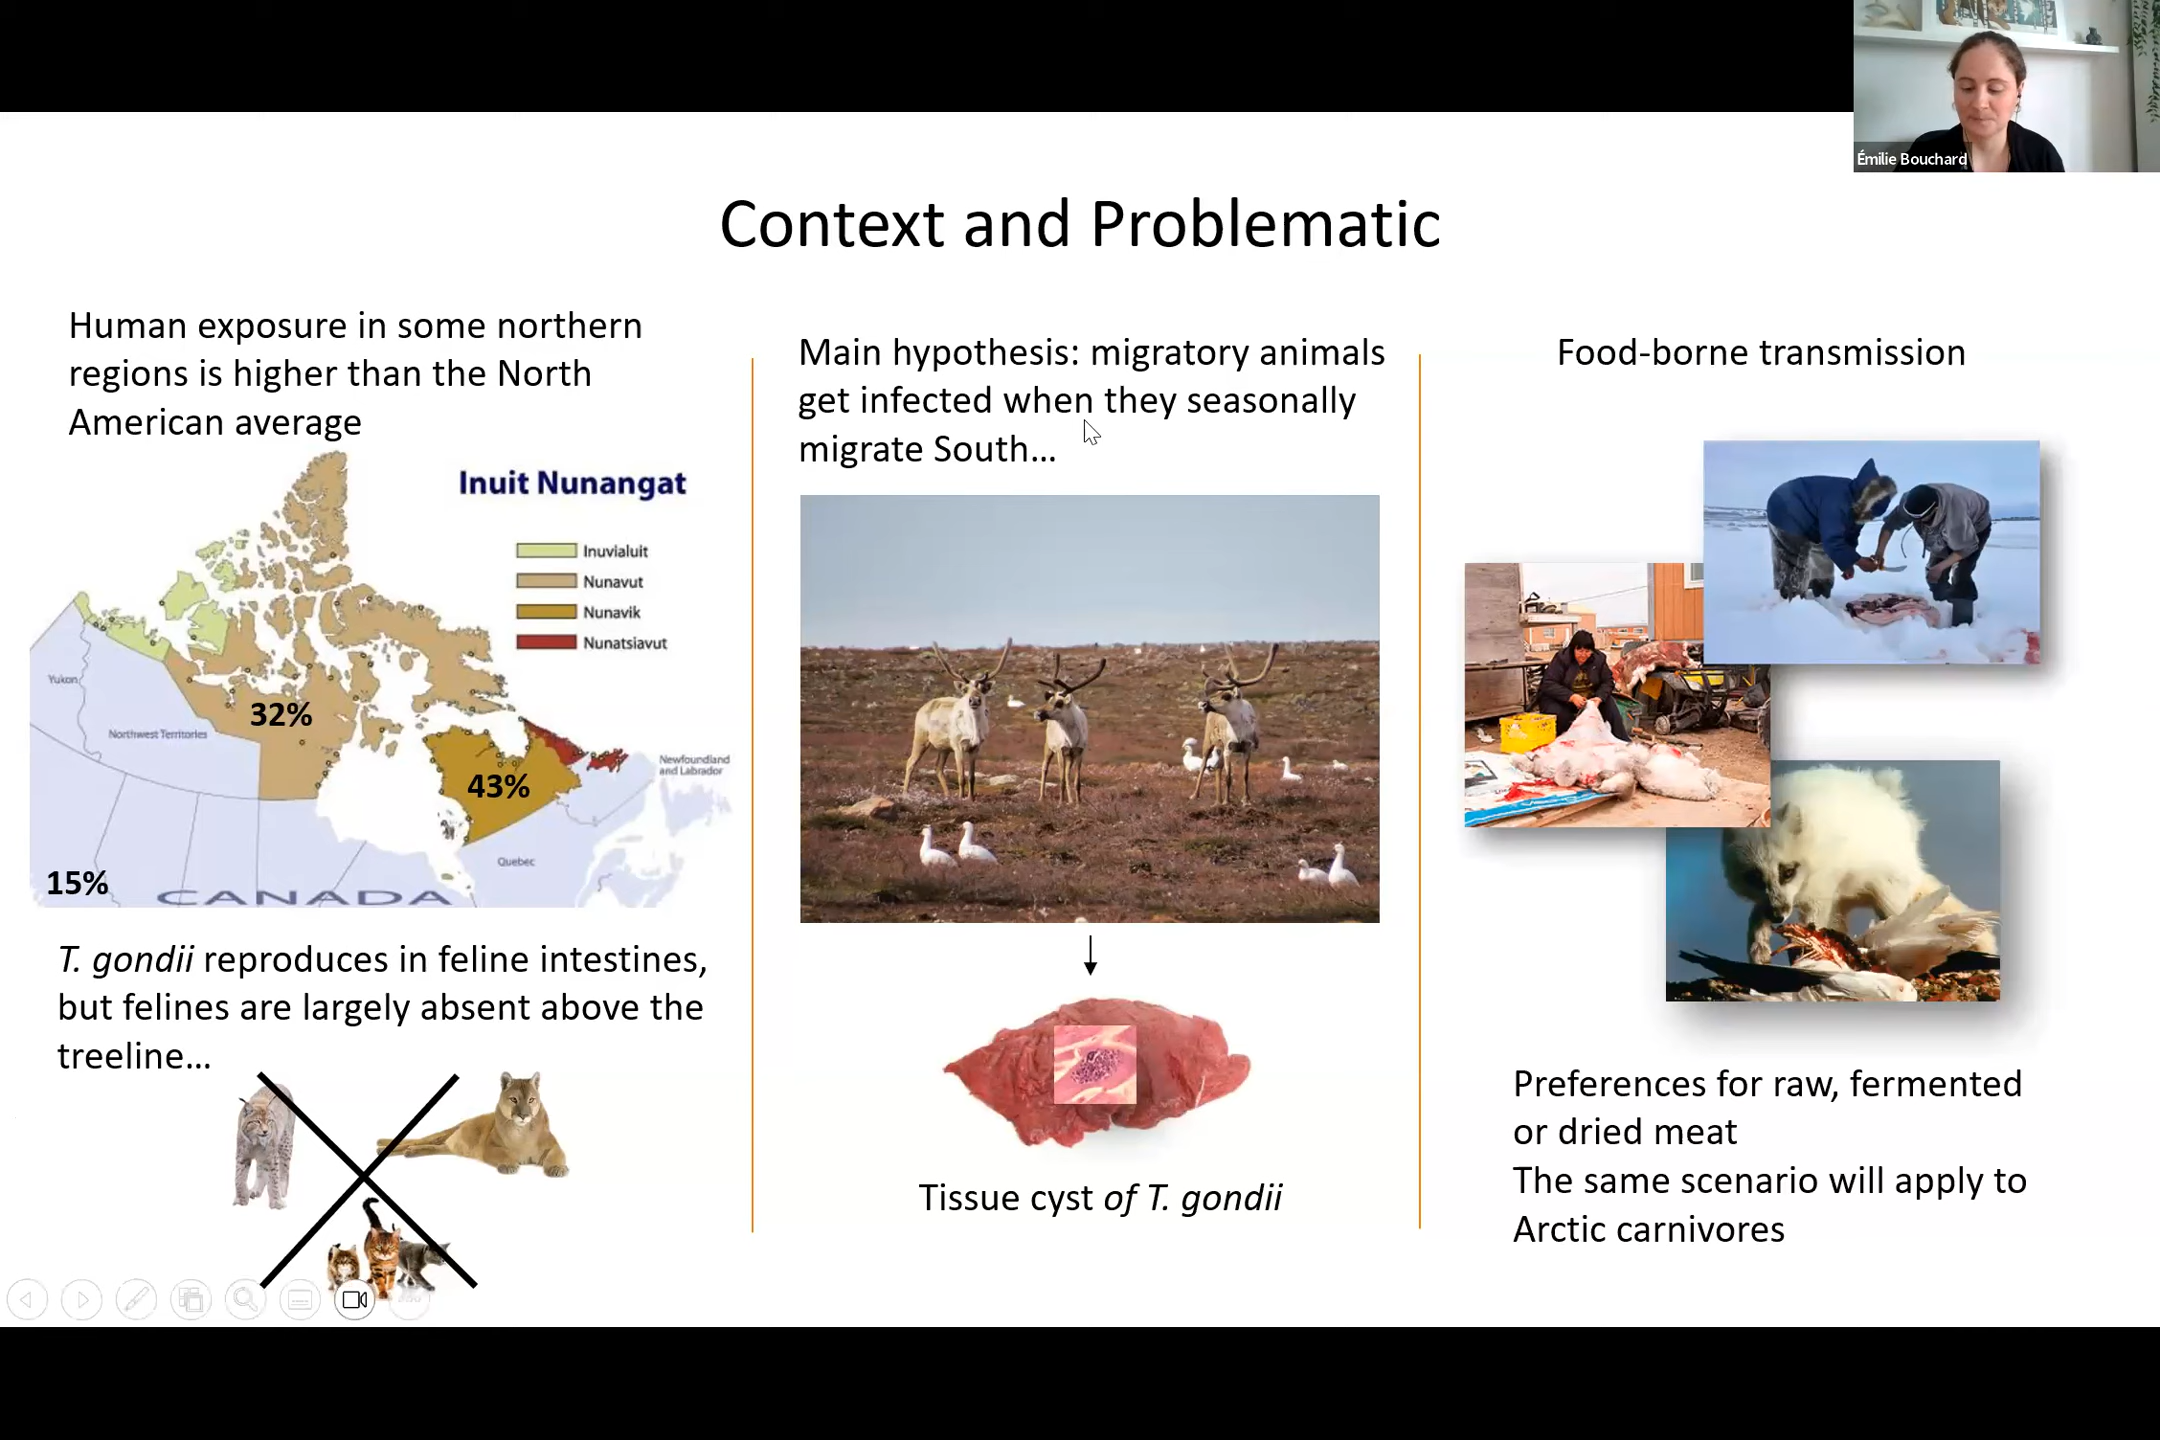 Émilie Bouchard
Context and Problematic
Human exposure in some northern
regions is higher than the North
American average
Inuit Nunangat
Inuvialuit
Nunavut
Nunavik
Nunatsiavut
Yukon
Northwest Territories
32%
43%
Newfoundland
and Labrador
Quebec
15%
CANADA
T. gondii reproduces in feline intestines,
but felines are largely absent above the
treeline...
Main hypothesis: migratory animals
get infected when they seasonally
migrate South...
Tissue cyst of T. gondii
Food-borne transmission
Preferences for raw, fermented
or dried meat
The same scenario will apply to
Arctic carnivores